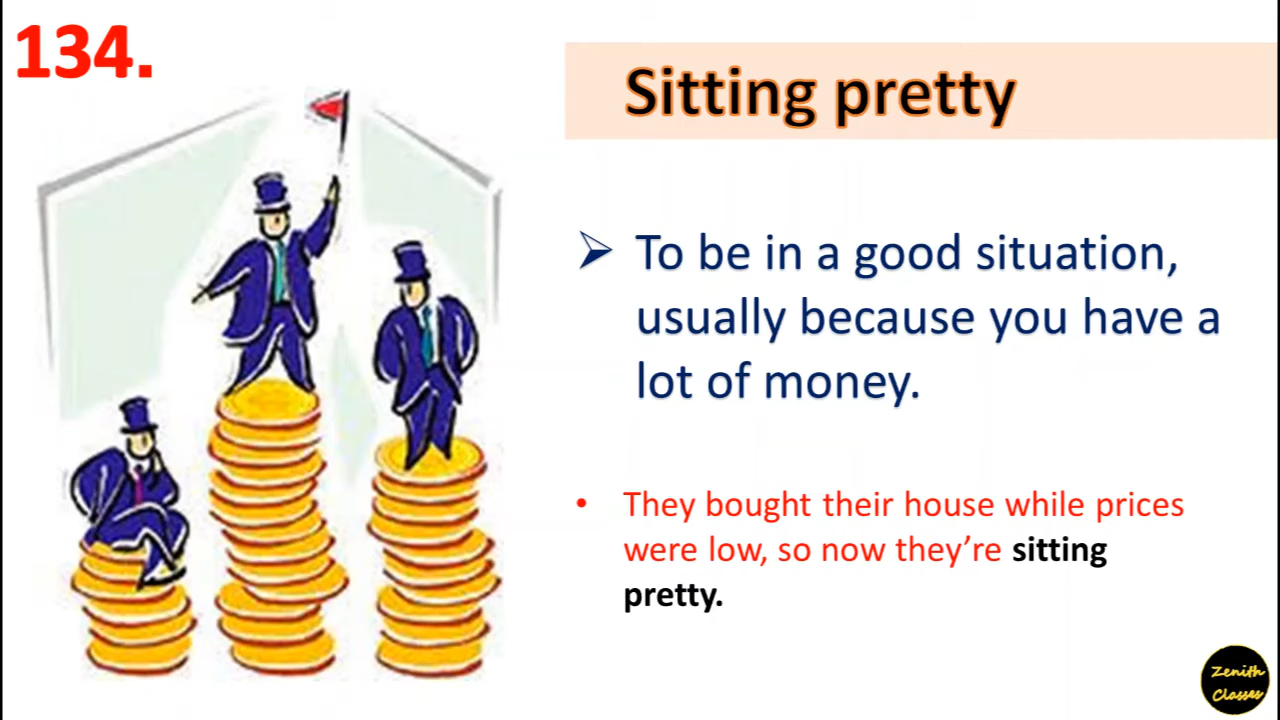 134.
Sitting pretty
➢ To be in a good situation,
usually because you have a
lot of money.
• They bought their house while prices
were low, so now they’re sitting
pretty.
Zenith
Classes